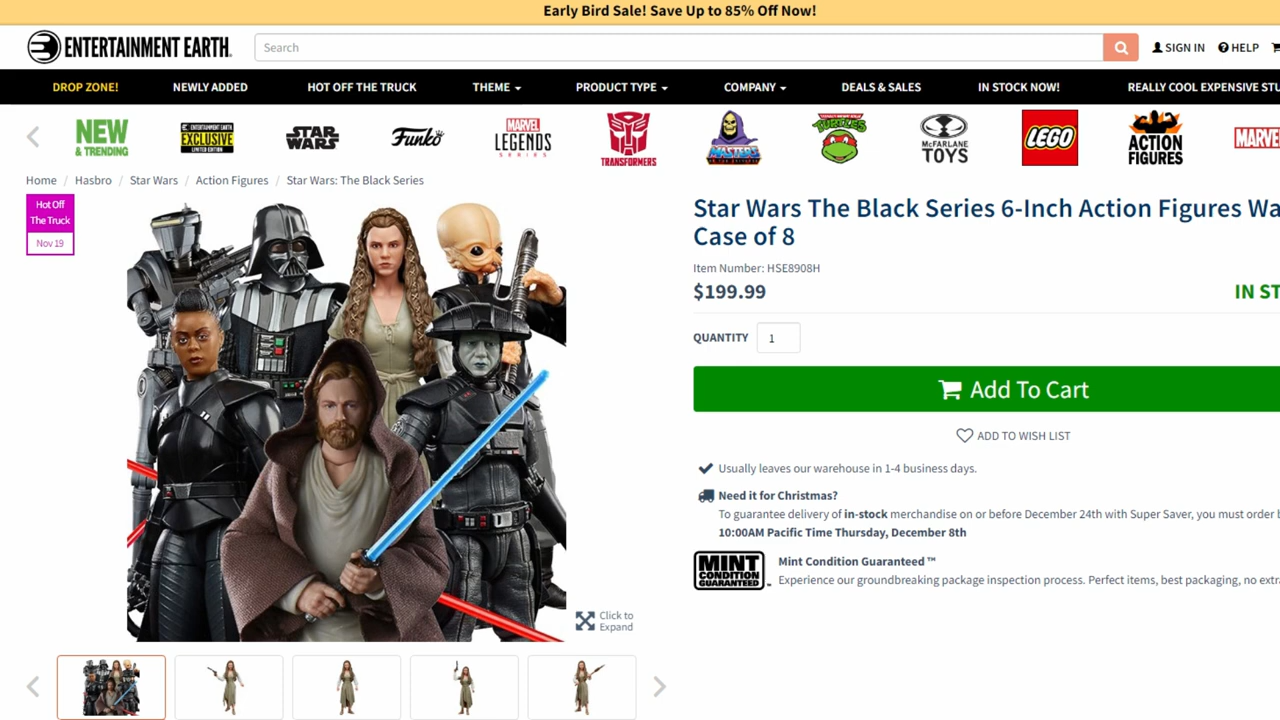 Early Bird Sale! Save Up to 85% Off Now!
ENTERTAINMENT EARTH
Search
SIGN IN
HELP
DROP ZONE!
NEWLY ADDED
HOT OFF THE TRUCK
THEME
PRODUCT TYPE
COMPANY
DEALS & SALES
IN STOCK NOW!
REALLY COOL EXPENSIVE STU
NEW
& TRENDING
ENTERTAINMENT EARTH
EXCLUSIVE
LIMITED EDITION
STAR
WARS
Funko
MARVEL
LEGENDS
SERIES
TRANSFORMERS
MASTERS
TURTLES
McFARLANE
TOYS
LEGO
ACTION
FIGURES
MARVE
Home / Hasbro / Star Wars / Action Figures / Star Wars: The Black Series
Hot Off
The Truck
Nov 19
Star Wars The Black Series 6-Inch Action Figures Wa
Case of 8
Item Number: HSE8908H
$199.99
IN ST
QUANTITY
1
Add To Cart
ADD TO WISH LIST
Usually leaves our warehouse in 1-4 business days.
Need it for Christmas?
To guarantee delivery of in-stock merchandise on or before December 24th with Super Saver, you must order b
10:00AM Pacific Time Thursday, December 8th
MINT
CONDITION
GUARANTEED
Mint Condition Guaranteed ™
Experience our groundbreaking package inspection process. Perfect items, best packaging, no extra
Click to
Expand